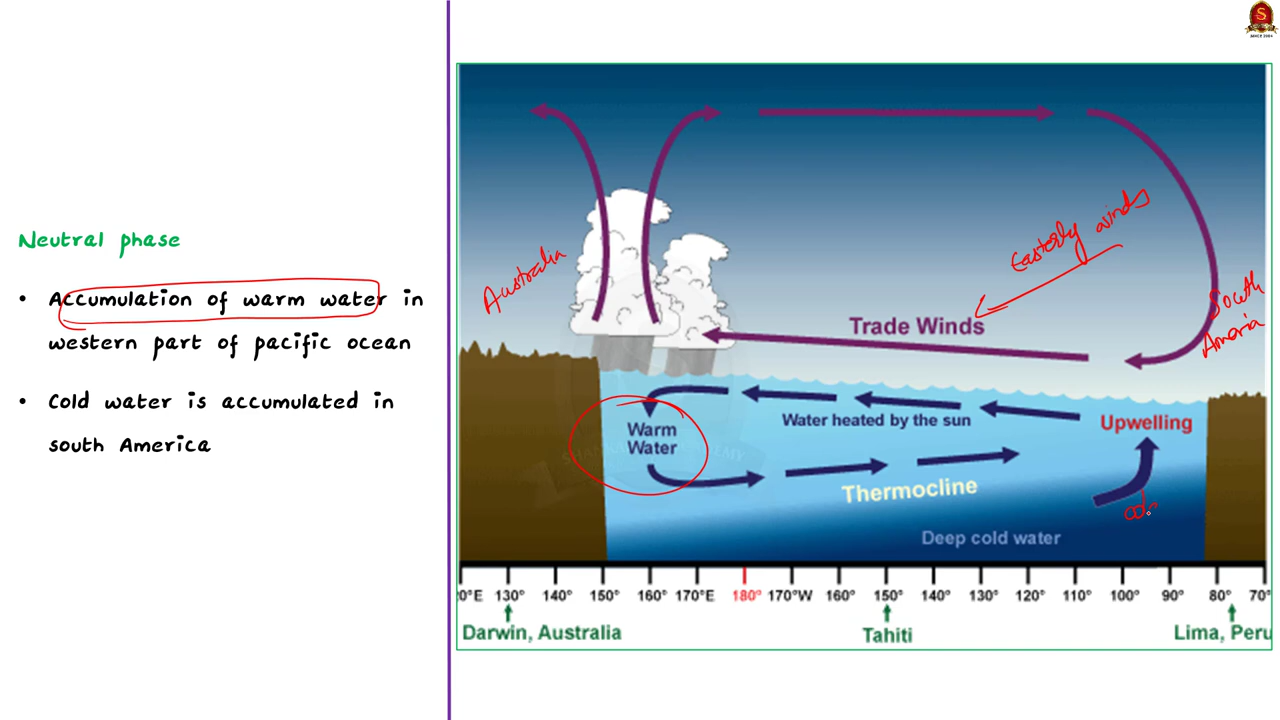 S
SINCE 2004
Neutral phase
• Accumulation of warm water in
western part of pacific ocean
• Cold water is accumulated in
south America
Australia
Easterly winds
South
America
Trade Winds
Water heated by the sun
Upwelling
Warm
Water
Thermocline
Deep cold water
0°E 130° 140° 150° 160° 170°E 180° 170°W 160° 150° 140° 130° 120° 110° 100° 90° 80° 70°
Darwin, Australia Tahiti Lima, Peru